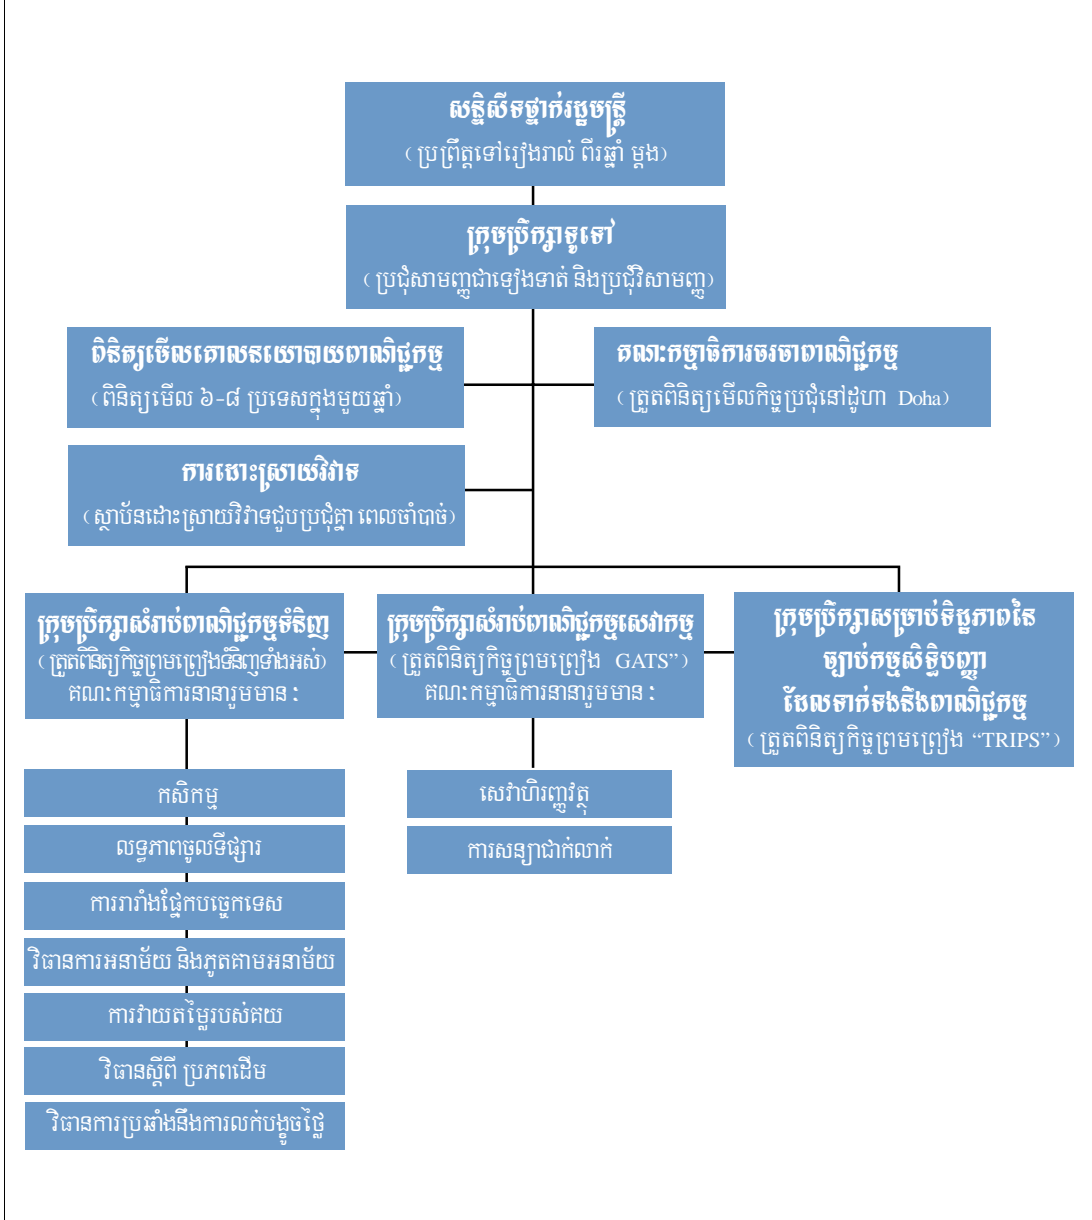 សន្និសីទថ្នាក់រដ្ឋមន្ត្រី
( ប្រព្រឹត្តទៅរៀងរាល់ ពីរឆ្នាំ ម្តង)
ក្រុមប្រឹក្សាទូទៅ
( ប្រជុំសាមញ្ញជាទៀងទាត់ និងប្រជុំវិសាមញ្ញ)
ពិនិត្យមើលគោលនយោបាយពាណិជ្ជកម្ម
( ពិនិត្យមើល ៦-៨ ប្រទេសក្នុងមួយឆ្នាំ)
គណៈកម្មាធិការចរចាពាណិជ្ជកម្ម
( ត្រួតពិនិត្យមើលកិច្ចប្រជុំនៅដូហា Doha)
ការដោះស្រាយវិវាទ
( ស្ថាប័នដោះស្រាយវិវាទជួបប្រជុំគ្នា ពេលចាំបាច់)
ក្រុមប្រឹក្សាសំរាប់ពាណិជ្ជកម្មទំនិញ
( ត្រួតពិនិត្យកិច្ចព្រមព្រៀងទំនិញទាំងអស់)
គណៈកម្មាធិការនានារួមមាន :
ក្រុមប្រឹក្សាសំរាប់ពាណិជ្ជកម្មសេវាកម្ម
( ត្រួតពិនិត្យកិច្ចព្រមព្រៀង GATS”)
គណៈកម្មាធិការនានារួមមាន :
ក្រុមប្រឹក្សាសម្រាប់ទិដ្ឋភាពនៃ
ច្បាប់កម្មសិទ្ធិបញ្ញា
ដែលទាក់ទងនិងពាណិជ្ជកម្ម
( ត្រួតពិនិត្យកិច្ចព្រមព្រៀង “TRIPS”)
កសិកម្ម
លទ្ធភាពចូលទីផ្សារ
ការរារាំងផ្នែកបច្ចេកទេស
វិធានការអនាម័យ និងភូតគាមអនាម័យ
ការវាយតម្លៃរបស់គយ
វិធានស្តីពី ប្រភពដើម
វិធានការប្រឆាំងនឹងការលក់បង្ខូចថ្លៃ
សេវាហិរញ្ញវត្ថុ
ការសន្យាជាក់លាក់